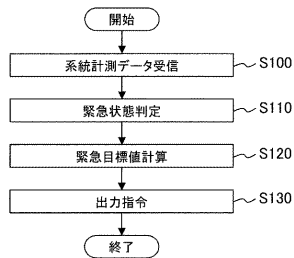 開始
系統計測データ受信 S100
緊急状態判定 S110
緊急目標値計算 S120
出力指令 S130
終了